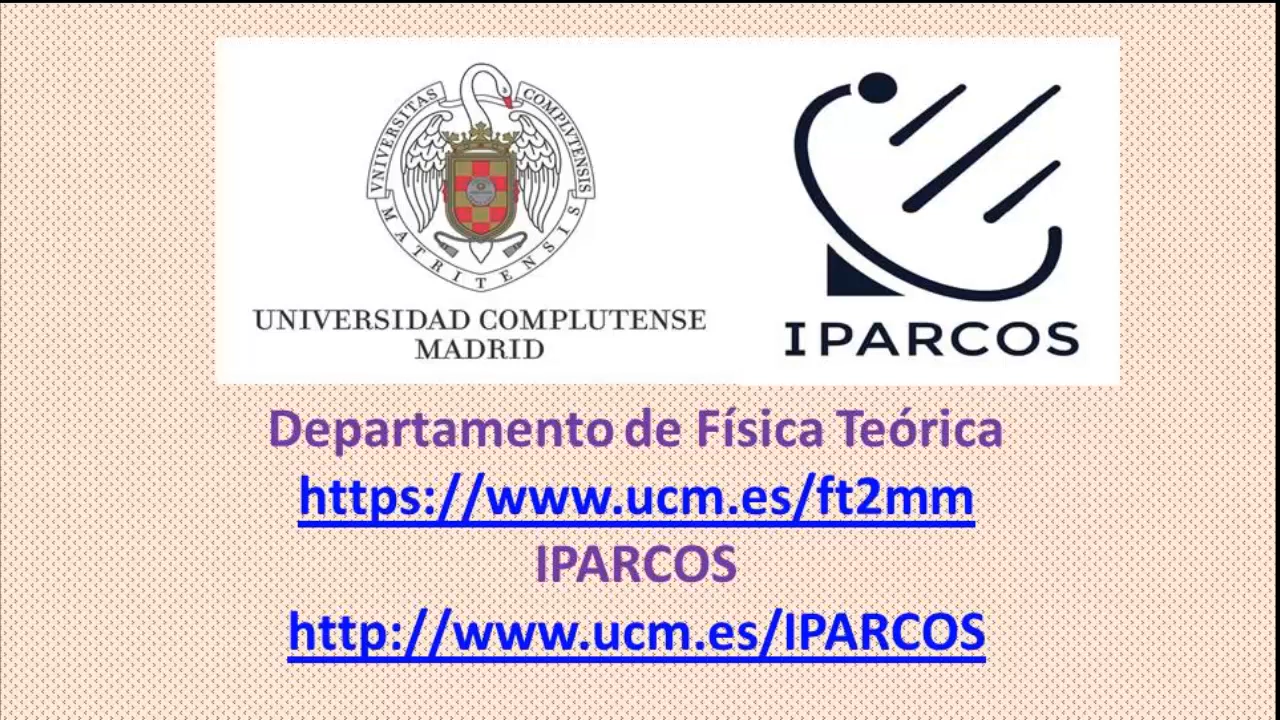 VNIVERSITAS COMPLVTENSIS
MATRITENSIS
UNIVERSIDAD COMPLUTENSE
MADRID
IPARCOS
Departamento de Física Teórica
https://www.ucm.es/ft2mm
IPARCOS
http://www.ucm.es/IPARCOS